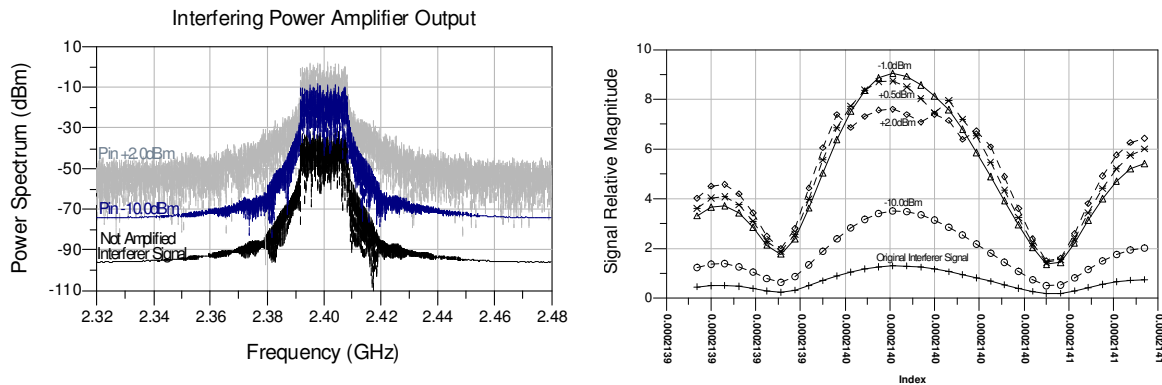 Interfering Power Amplifier Output
Power Spectrum (dBm)
10
-10
-30
-50
-70
-90
-110
Pin +2.0dBm
Pin -10.0dBm
Not Amplified
Interferer Signal
2.32 2.34 2.36 2.38 2.40 2.42 2.44 2.46 2.48
Frequency (GHz)
Signal Relative Magnitude
10
8
6
4
2
0
-1.0dBm
+0.5dBm
+2.0dBm
-10.0dBm
Original Interferer Signal
0.0002139 0.0002139 0.0002139 0.0002140 0.0002140 0.0002140 0.0002140 0.0002140 0.0002140 0.0002141 0.0002141 0.0002141
Index